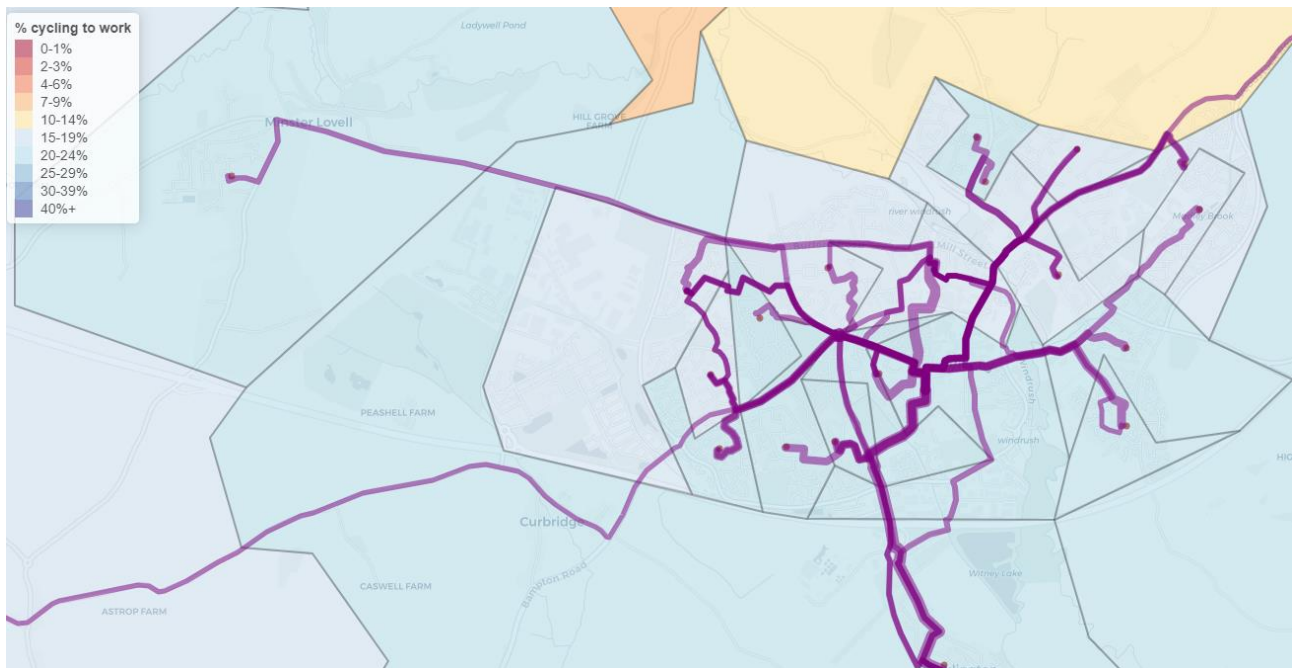 % cycling to work
0-1%
2-3%
4-6%
7-9%
10-14%
15-19%
20-24%
25-29%
30-39%
40%+
Ladywell Pond
Minster Lovell
HILL GROVE
FARM
river windrush
Mill Street
Brook
PEASHELL FARM
windrush
windrush
Curbridge
Bampton Road
CASWELL FARM
ASTROP FARM
Witney Lake